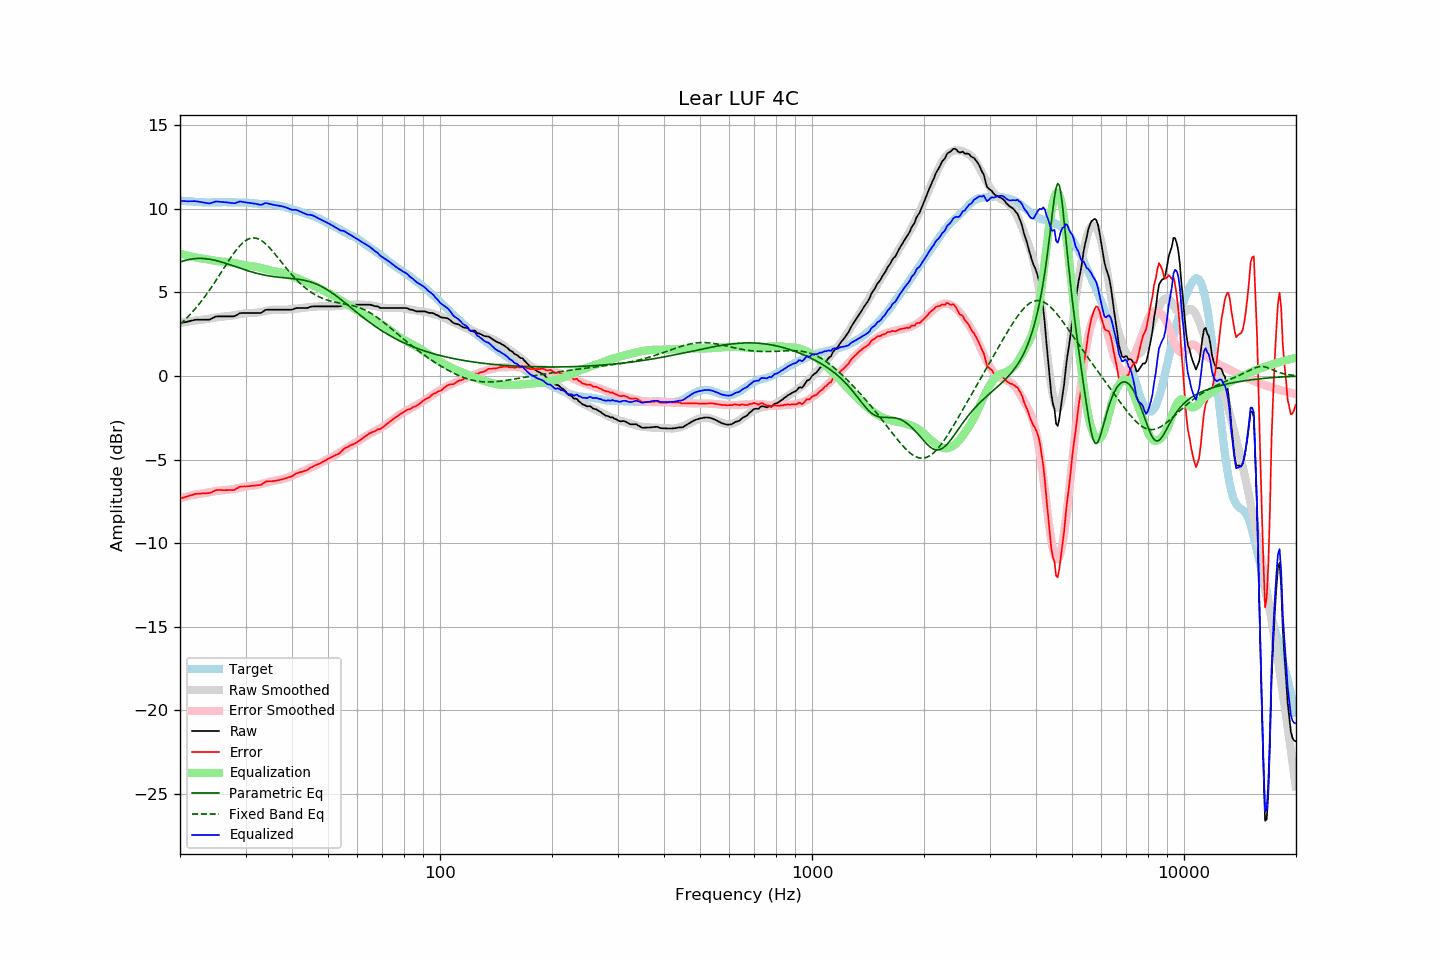 Lear LUF 4C
15
10
5
0
−5
−10
−15
−20
−25
Amplitude (dBr)
100
1000
10000
Frequency (Hz)
Target
Raw Smoothed
Error Smoothed
Raw
Error
Equalization
Parametric Eq
Fixed Band Eq
Equalized